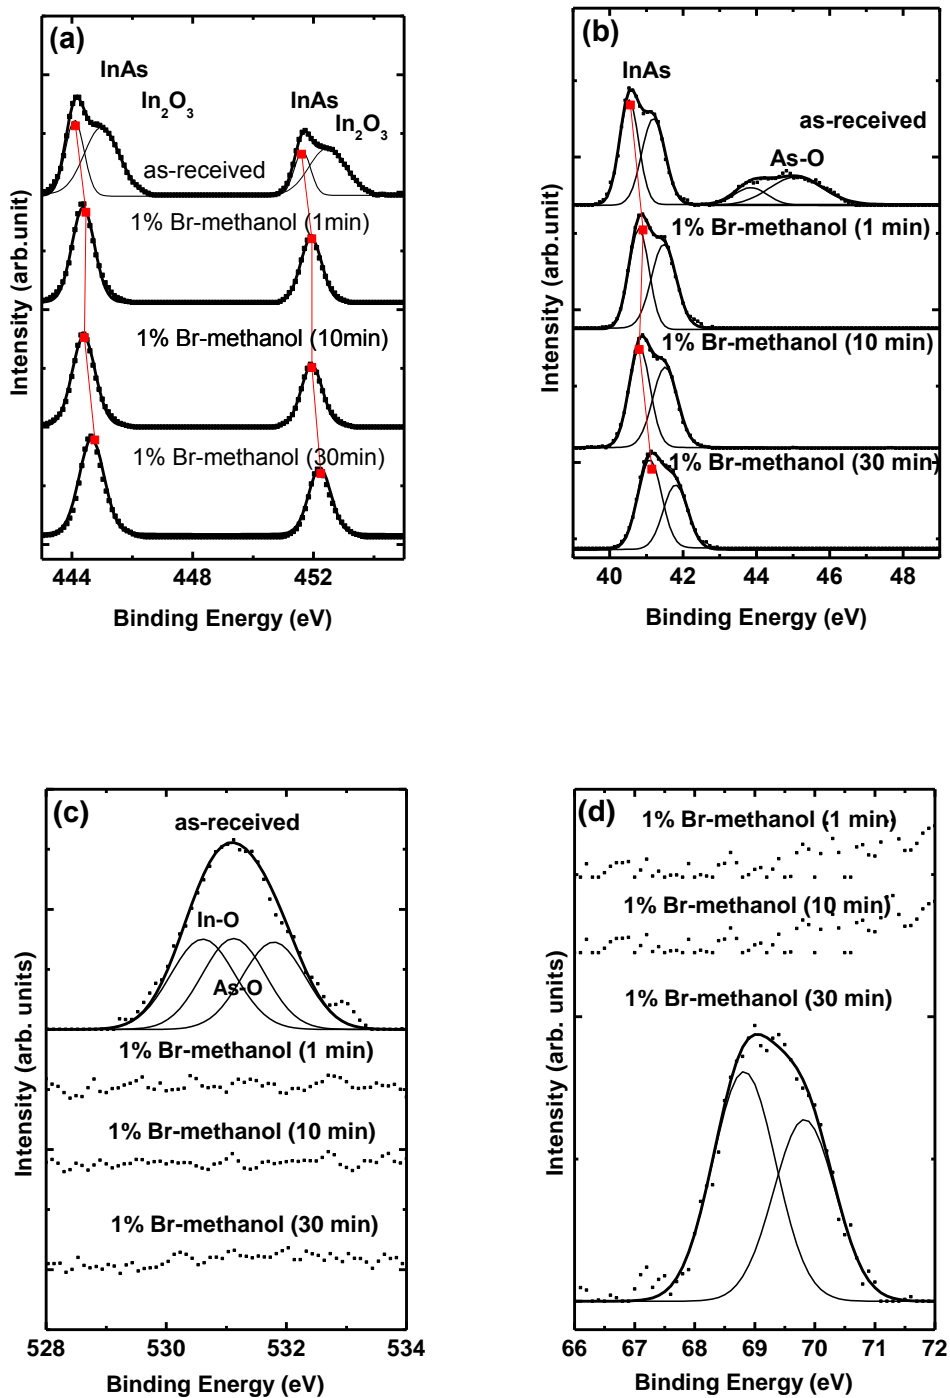 (a)
InAs
In2O3
InAs
In2O3
as-received
1% Br-methanol (1min)
1% Br-methanol (10min)
1% Br-methanol (30min)
Intensity (arb.unit)
444 448 452
Binding Energy (eV)
(b)
InAs
as-received
As-O
1% Br-methanol (1 min)
1% Br-methanol (10 min)
1% Br-methanol (30 min)
Intensity (arb.unit)
40 42 44 46 48
Binding Energy (eV)
(c)
as-received
In-O
As-O
1% Br-methanol (1 min)
1% Br-methanol (10 min)
1% Br-methanol (30 min)
Intensity (arb. units)
528 530 532 534
Binding Energy (eV)
(d)
1% Br-methanol (1 min)
1% Br-methanol (10 min)
1% Br-methanol (30 min)
Intensity (arb. units)
66 67 68 69 70 71 72
Binding Energy (eV)